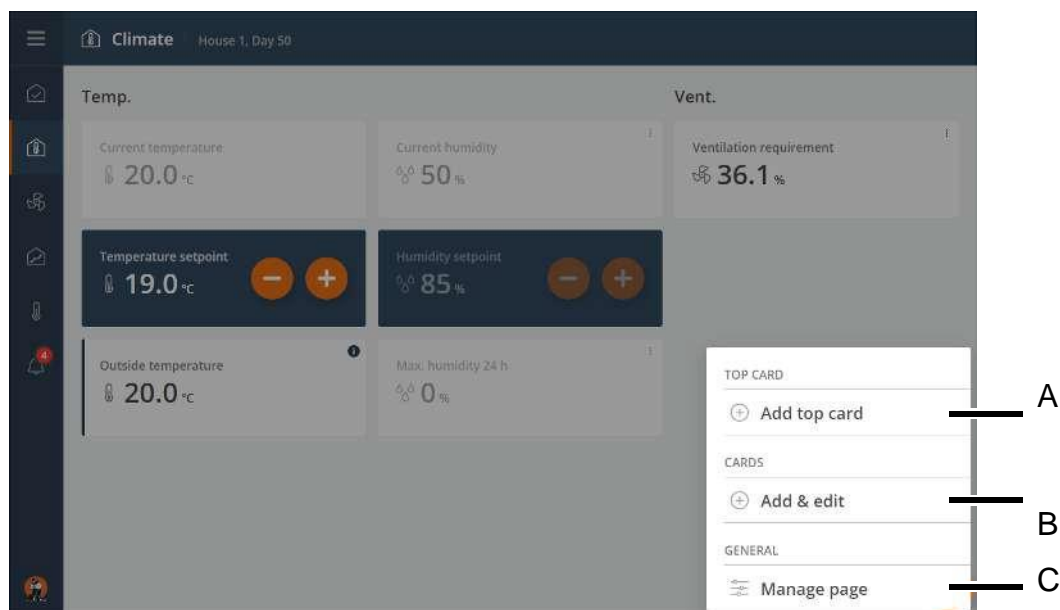 Climate House 1, Day 50
Temp.
Vent.
Current temperature
20.0 °C
Current humidity
50 %
Ventilation requirement
36.1 %
Temperature setpoint
19.0 °C
Humidity setpoint
85 %
Outside temperature
20.0 °C
Max. humidity 24 h
0 %
4
TOP CARD
Add top card
A
CARDS
Add & edit
B
GENERAL
Manage page
C